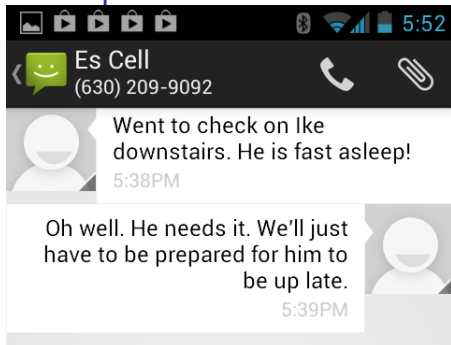 5:52
Es Cell
(630) 209-9092
Went to check on Ike
downstairs. He is fast asleep!
5:38PM
Oh well. He needs it. We'll just
have to be prepared for him to
be up late.
5:39PM